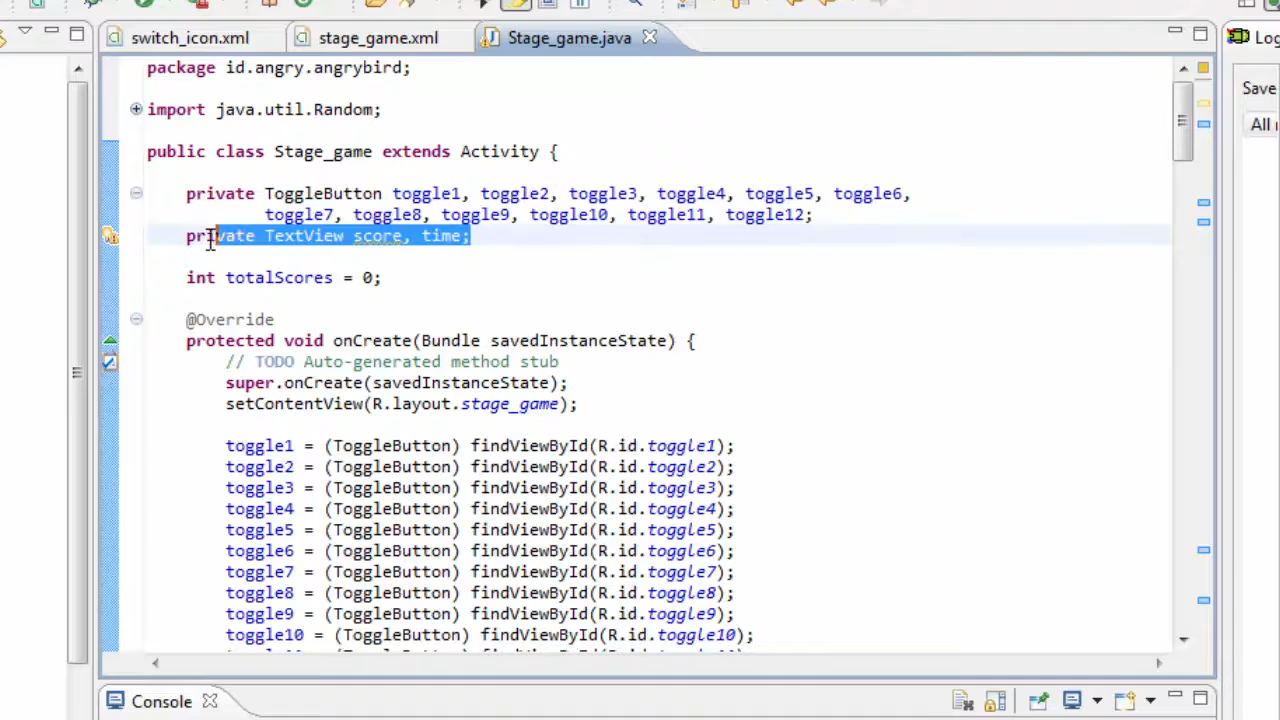 switch_icon.xml stage_game.xml Stage_game.java
Save
All
package id.angry.angrybird;
import java.util.Random;
public class Stage_game extends Activity {
private ToggleButton toggle1, toggle2, toggle3, toggle4, toggle5, toggle6,
toggle7, toggle8, toggle9, toggle10, toggle11, toggle12;
private TextView score, time;
int totalScores = 0;
@Override
protected void onCreate(Bundle savedInstanceState) {
// TODO Auto-generated method stub
super.onCreate(savedInstanceState);
setContentView(R.layout.stage_game);
toggle1 = (ToggleButton) findViewById(R.id.toggle1);
toggle2 = (ToggleButton) findViewById(R.id.toggle2);
toggle3 = (ToggleButton) findViewById(R.id.toggle3);
toggle4 = (ToggleButton) findViewById(R.id.toggle4);
toggle5 = (ToggleButton) findViewById(R.id.toggle5);
toggle6 = (ToggleButton) findViewById(R.id.toggle6);
toggle7 = (ToggleButton) findViewById(R.id.toggle7);
toggle8 = (ToggleButton) findViewById(R.id.toggle8);
toggle9 = (ToggleButton) findViewById(R.id.toggle9);
toggle10 = (ToggleButton) findViewById(R.id.toggle10);
Console